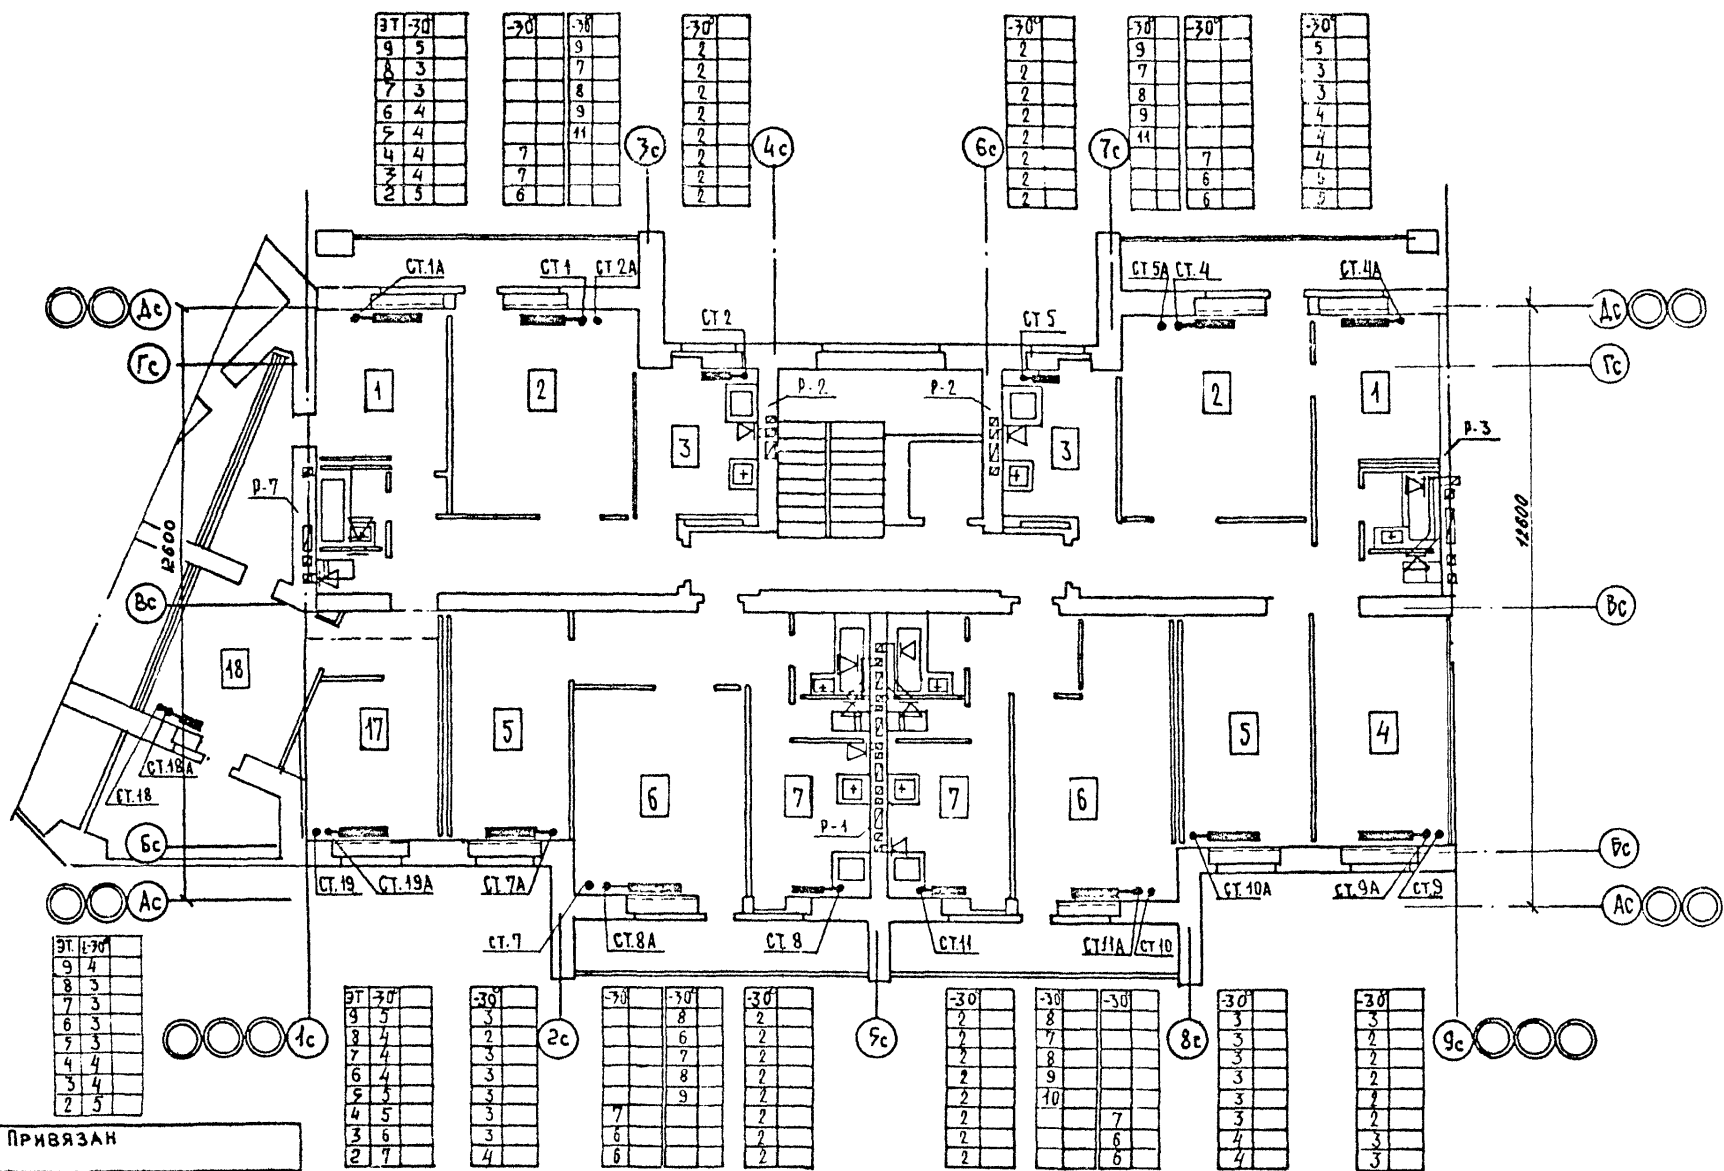 ЭТ -30° -30° -30° -30° -30° -30° -30° -30°
9 5 9 2 2 9 5
8 3 7 2 2 7 3
7 3 8 2 2 8 3
6 4 9 2 2 9 4
5 4 11 2 2 11 4
4 4 7 2 2 7 4
3 4 7 2 2 6
2 5 6 2 2 6 5
3с 4с 6с 7с
СТ.1А СТ 1 СТ 2А СТ 5А СТ.4 СТ.4А
Дс Дс
СТ 2 СТ 5
Гс Гс
1 2 Р-2 Р-2 2 1
3 3 Р-3
Р-7
12600 12600
Вс Вс
18
17 5 5 4
СТ.18А
СТ.18
6 7 7 6
Р-1
Бс Бс
СТ.19 СТ.19А СТ.7А СТ.10А СТ.9А СТ.9
Ас Ас
СТ.7 СТ.8А СТ.8 СТ.11 СТ11А СТ10
ЭТ. t-30°
9 4
8 3
7 3
6 3
5 3
4 4
3 4
2 5
1с 2с 5с 8с 9с
ЭТ -30° -30° -30° -30° -30° -30° -30° -30° -30° -30°
9 5 3 8 2 2 8 3 3
8 4 2 6 2 2 7 3 2
7 4 3 7 2 2 8 3 2
6 4 3 8 2 2 9 3 2
5 5 3 9 2 2 10 3 2
4 5 3 7 2 2 7 3 2
3 6 3 6 2 2 6 4 3
2 7 4 6 2 2 6 4 3
ПРИВЯЗАН